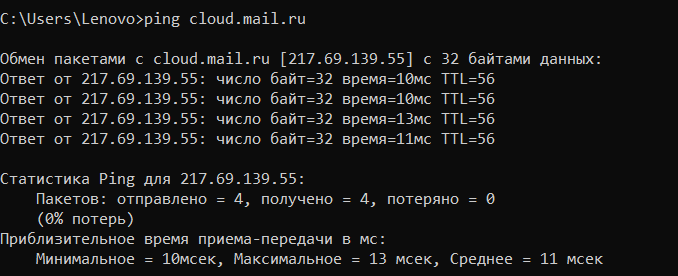 C:\Users\Lenovo>ping cloud.mail.ru
Обмен пакетами с cloud.mail.ru [217.69.139.55] с 32 байтами данных:
Ответ от 217.69.139.55: число байт=32 время=10мс TTL=56
Ответ от 217.69.139.55: число байт=32 время=10мс TTL=56
Ответ от 217.69.139.55: число байт=32 время=13мс TTL=56
Ответ от 217.69.139.55: число байт=32 время=11мс TTL=56
Статистика Ping для 217.69.139.55:
Пакетов: отправлено = 4, получено = 4, потеряно = 0
(0% потерь)
Приблизительное время приема-передачи в мс:
Минимальное = 10мсек, Максимальное = 13 мсек, Среднее = 11 мсек